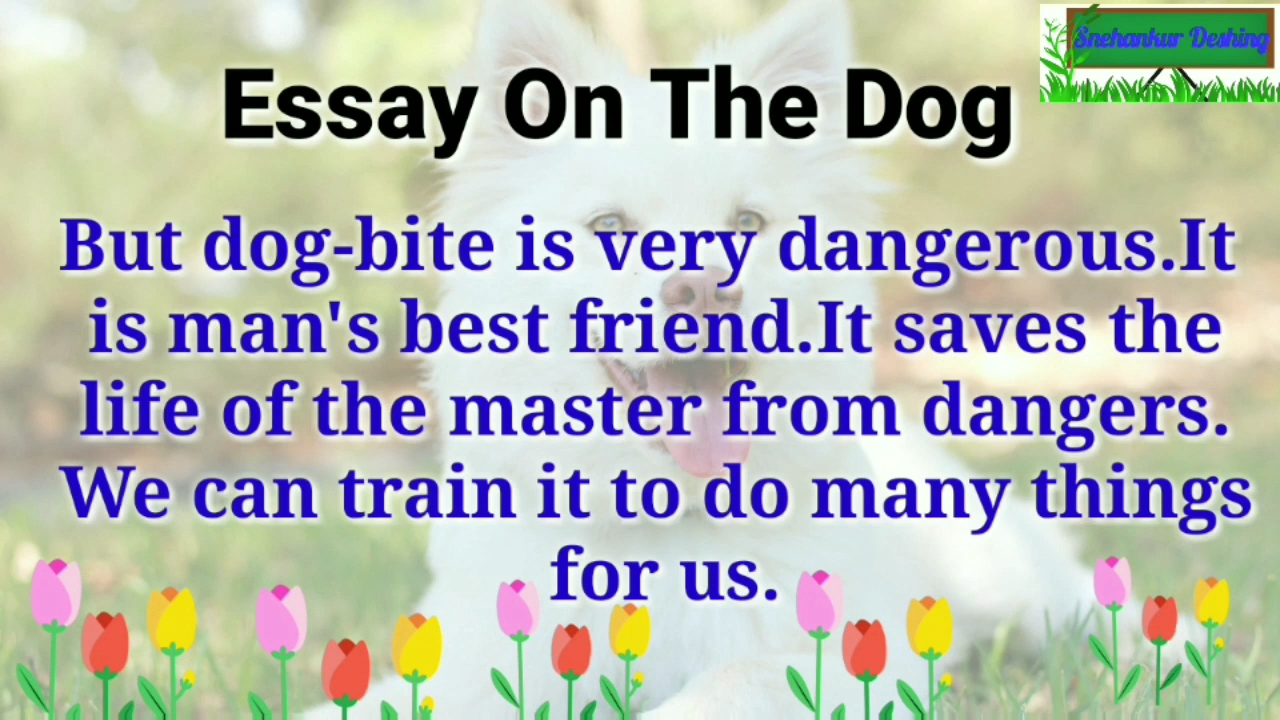 Snehankur Deshing
Essay On The Dog
But dog-bite is very dangerous.It
is man's best friend.It saves the
life of the master from dangers.
We can train it to do many things
for us.